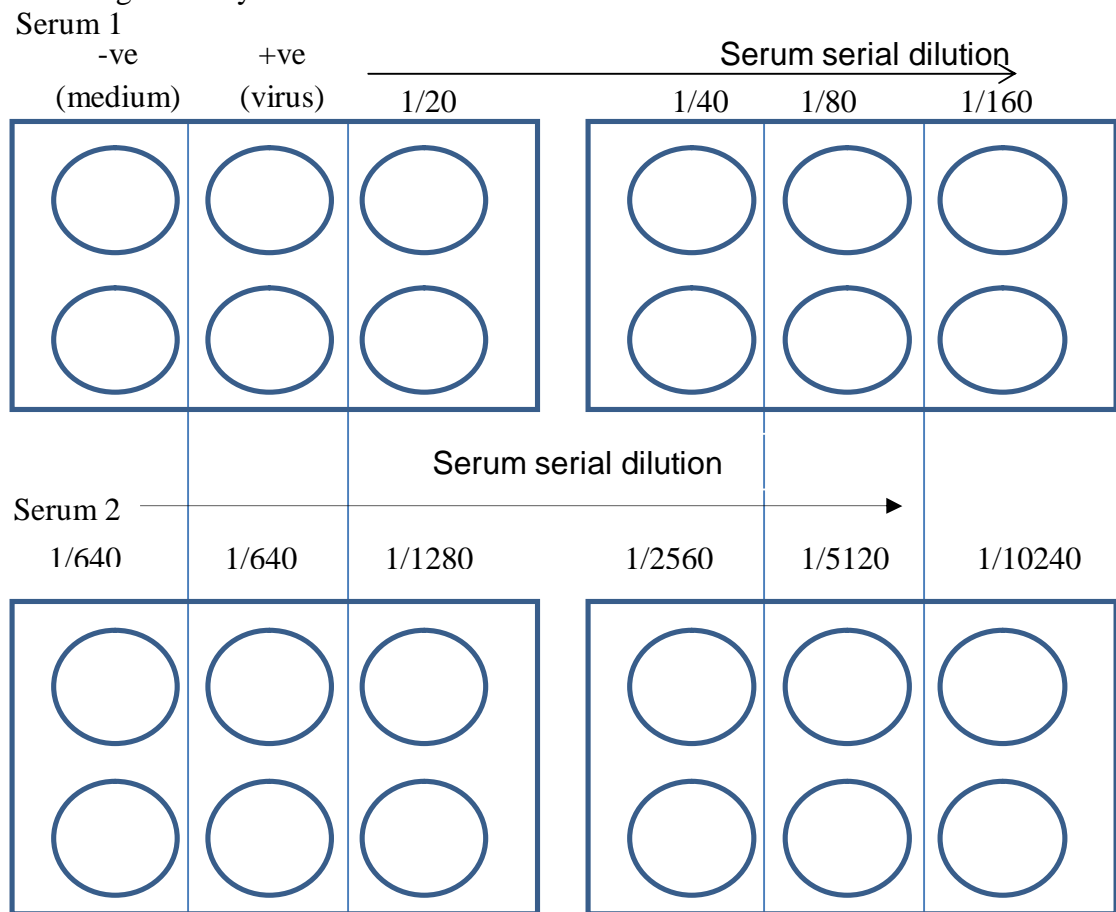 Serum 1
-ve +ve Serum serial dilution
(medium) (virus) 1/20 1/40 1/80 1/160
Serum serial dilution
Serum 2
1/640 1/640 1/1280 1/2560 1/5120 1/10240